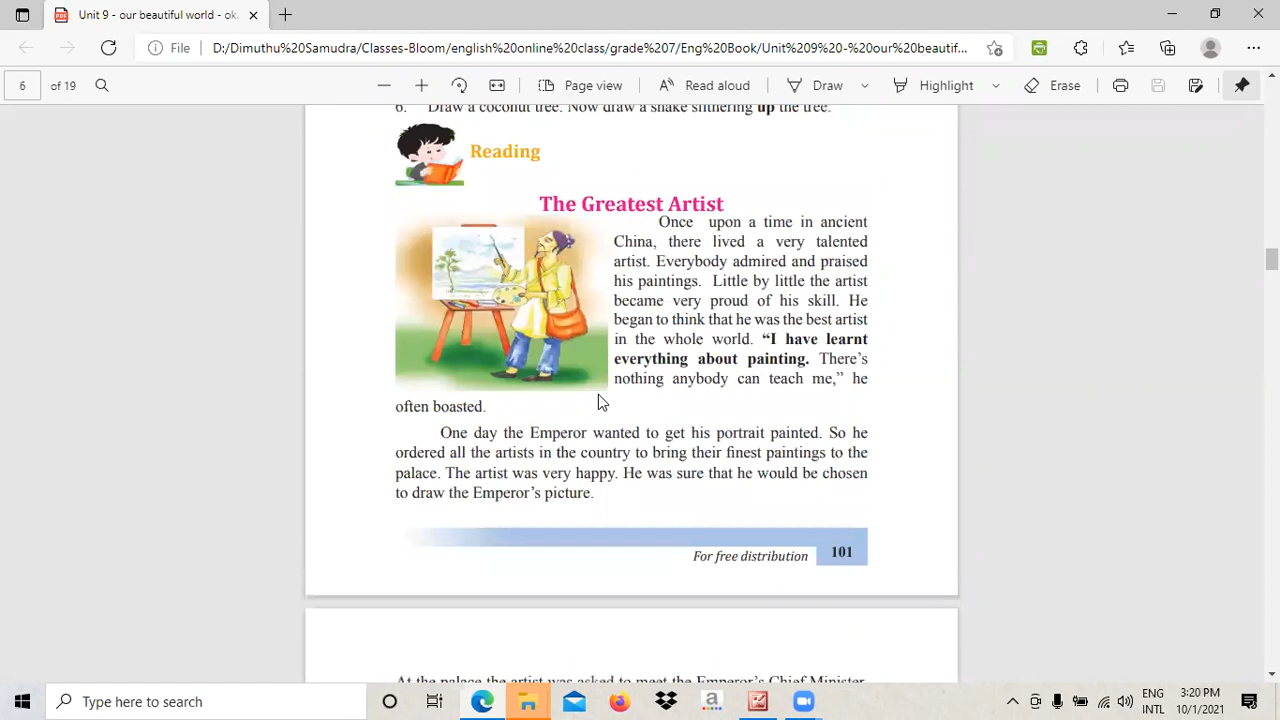 Unit 9 - our beautiful world - ok
File
D:/Dimuthu%20Samudra/Classes-Bloom/english%20online%20class/grade%207/Eng%20Book/Unit%209%20-%20our%20beautif...
6 of 19
Page view
Read aloud
Draw
Highlight
Erase
6. Draw a coconut tree. Now draw a snake slithering up the tree.
Reading
The Greatest Artist
Once upon a time in ancient
China, there lived a very talented
artist. Everybody admired and praised
his paintings. Little by little the artist
became very proud of his skill. He
began to think that he was the best artist
in the whole world. “I have learnt
everything about painting. There’s
nothing anybody can teach me,” he
often boasted.
One day the Emperor wanted to get his portrait painted. So he
ordered all the artists in the country to bring their finest paintings to the
palace. The artist was very happy. He was sure that he would be chosen
to draw the Emperor’s picture.
For free distribution
101
At the palace the artist was asked to meet the Emperor’s Chief Minister.
Type here to search
ENG
INTL
3:20 PM
10/1/2021